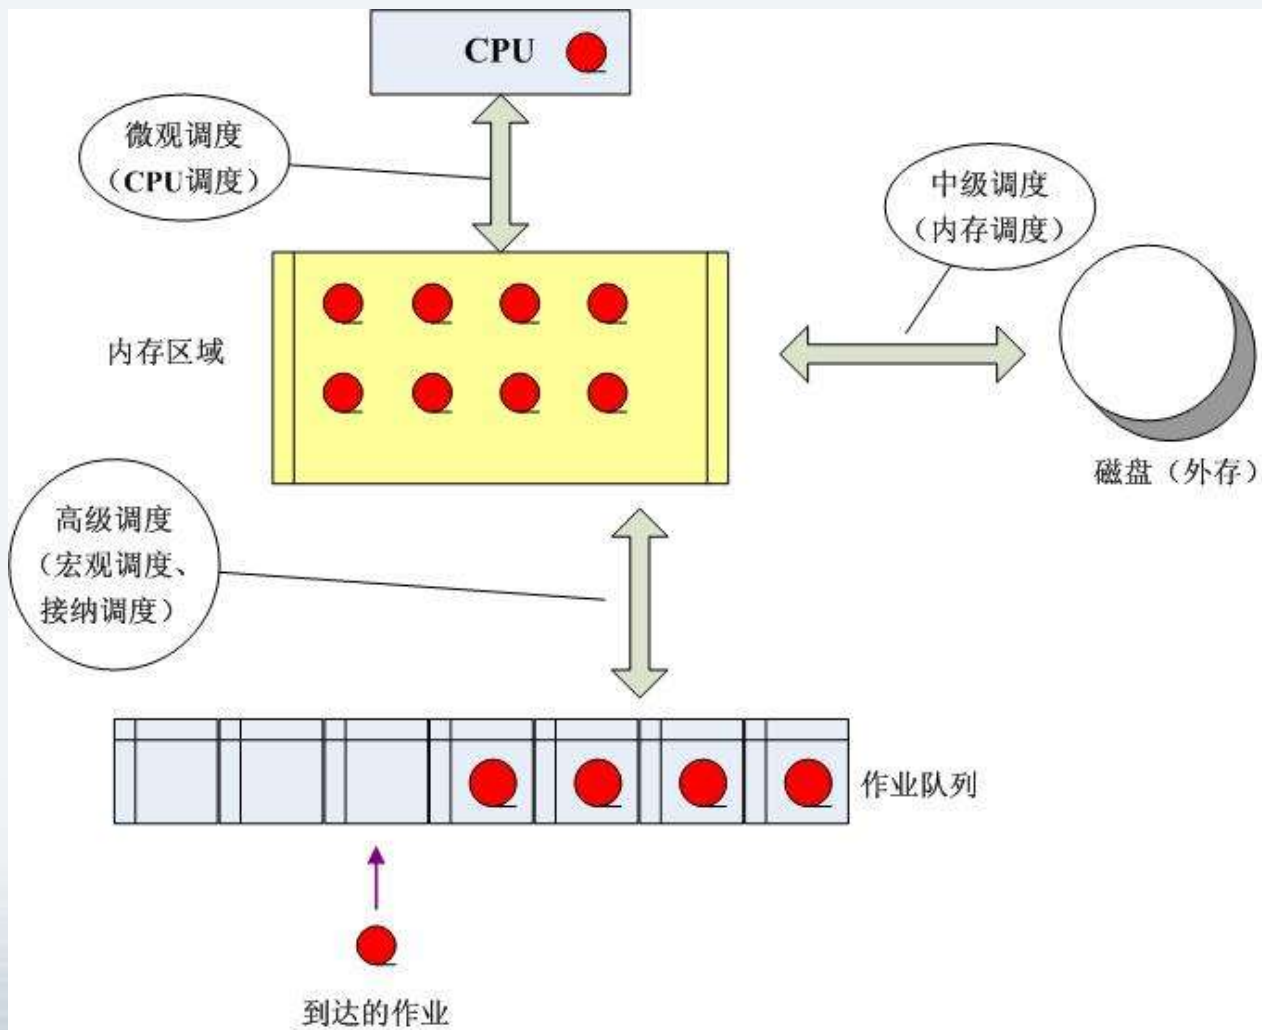 CPU
微观调度
（CPU调度）
中级调度
（内存调度）
内存区域
磁盘（外存）
高级调度
（宏观调度、
接纳调度）
作业队列
到达的作业